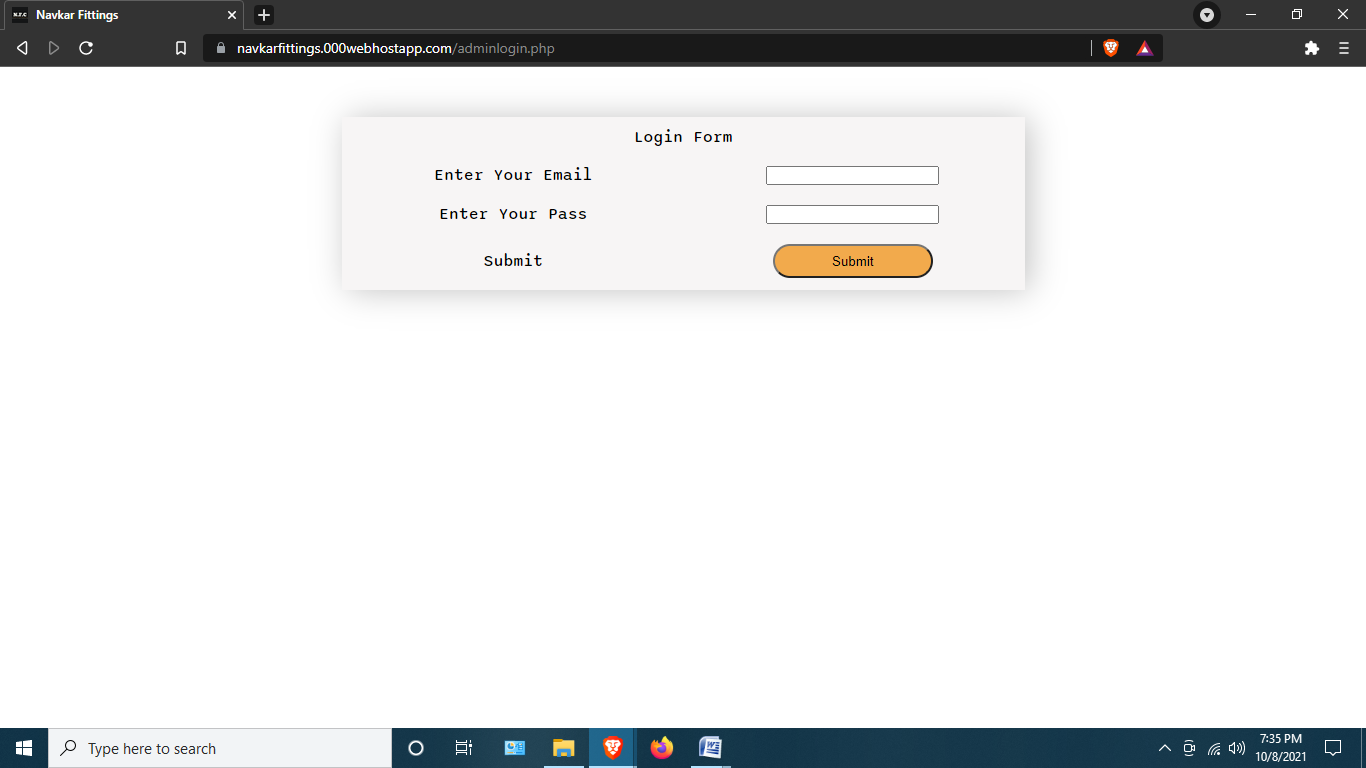 N.F.C Navkar Fittings
navkarfittings.000webhostapp.com/adminlogin.php
Login Form
Enter Your Email
Enter Your Pass
Submit Submit
Type here to search
7:35 PM
10/8/2021